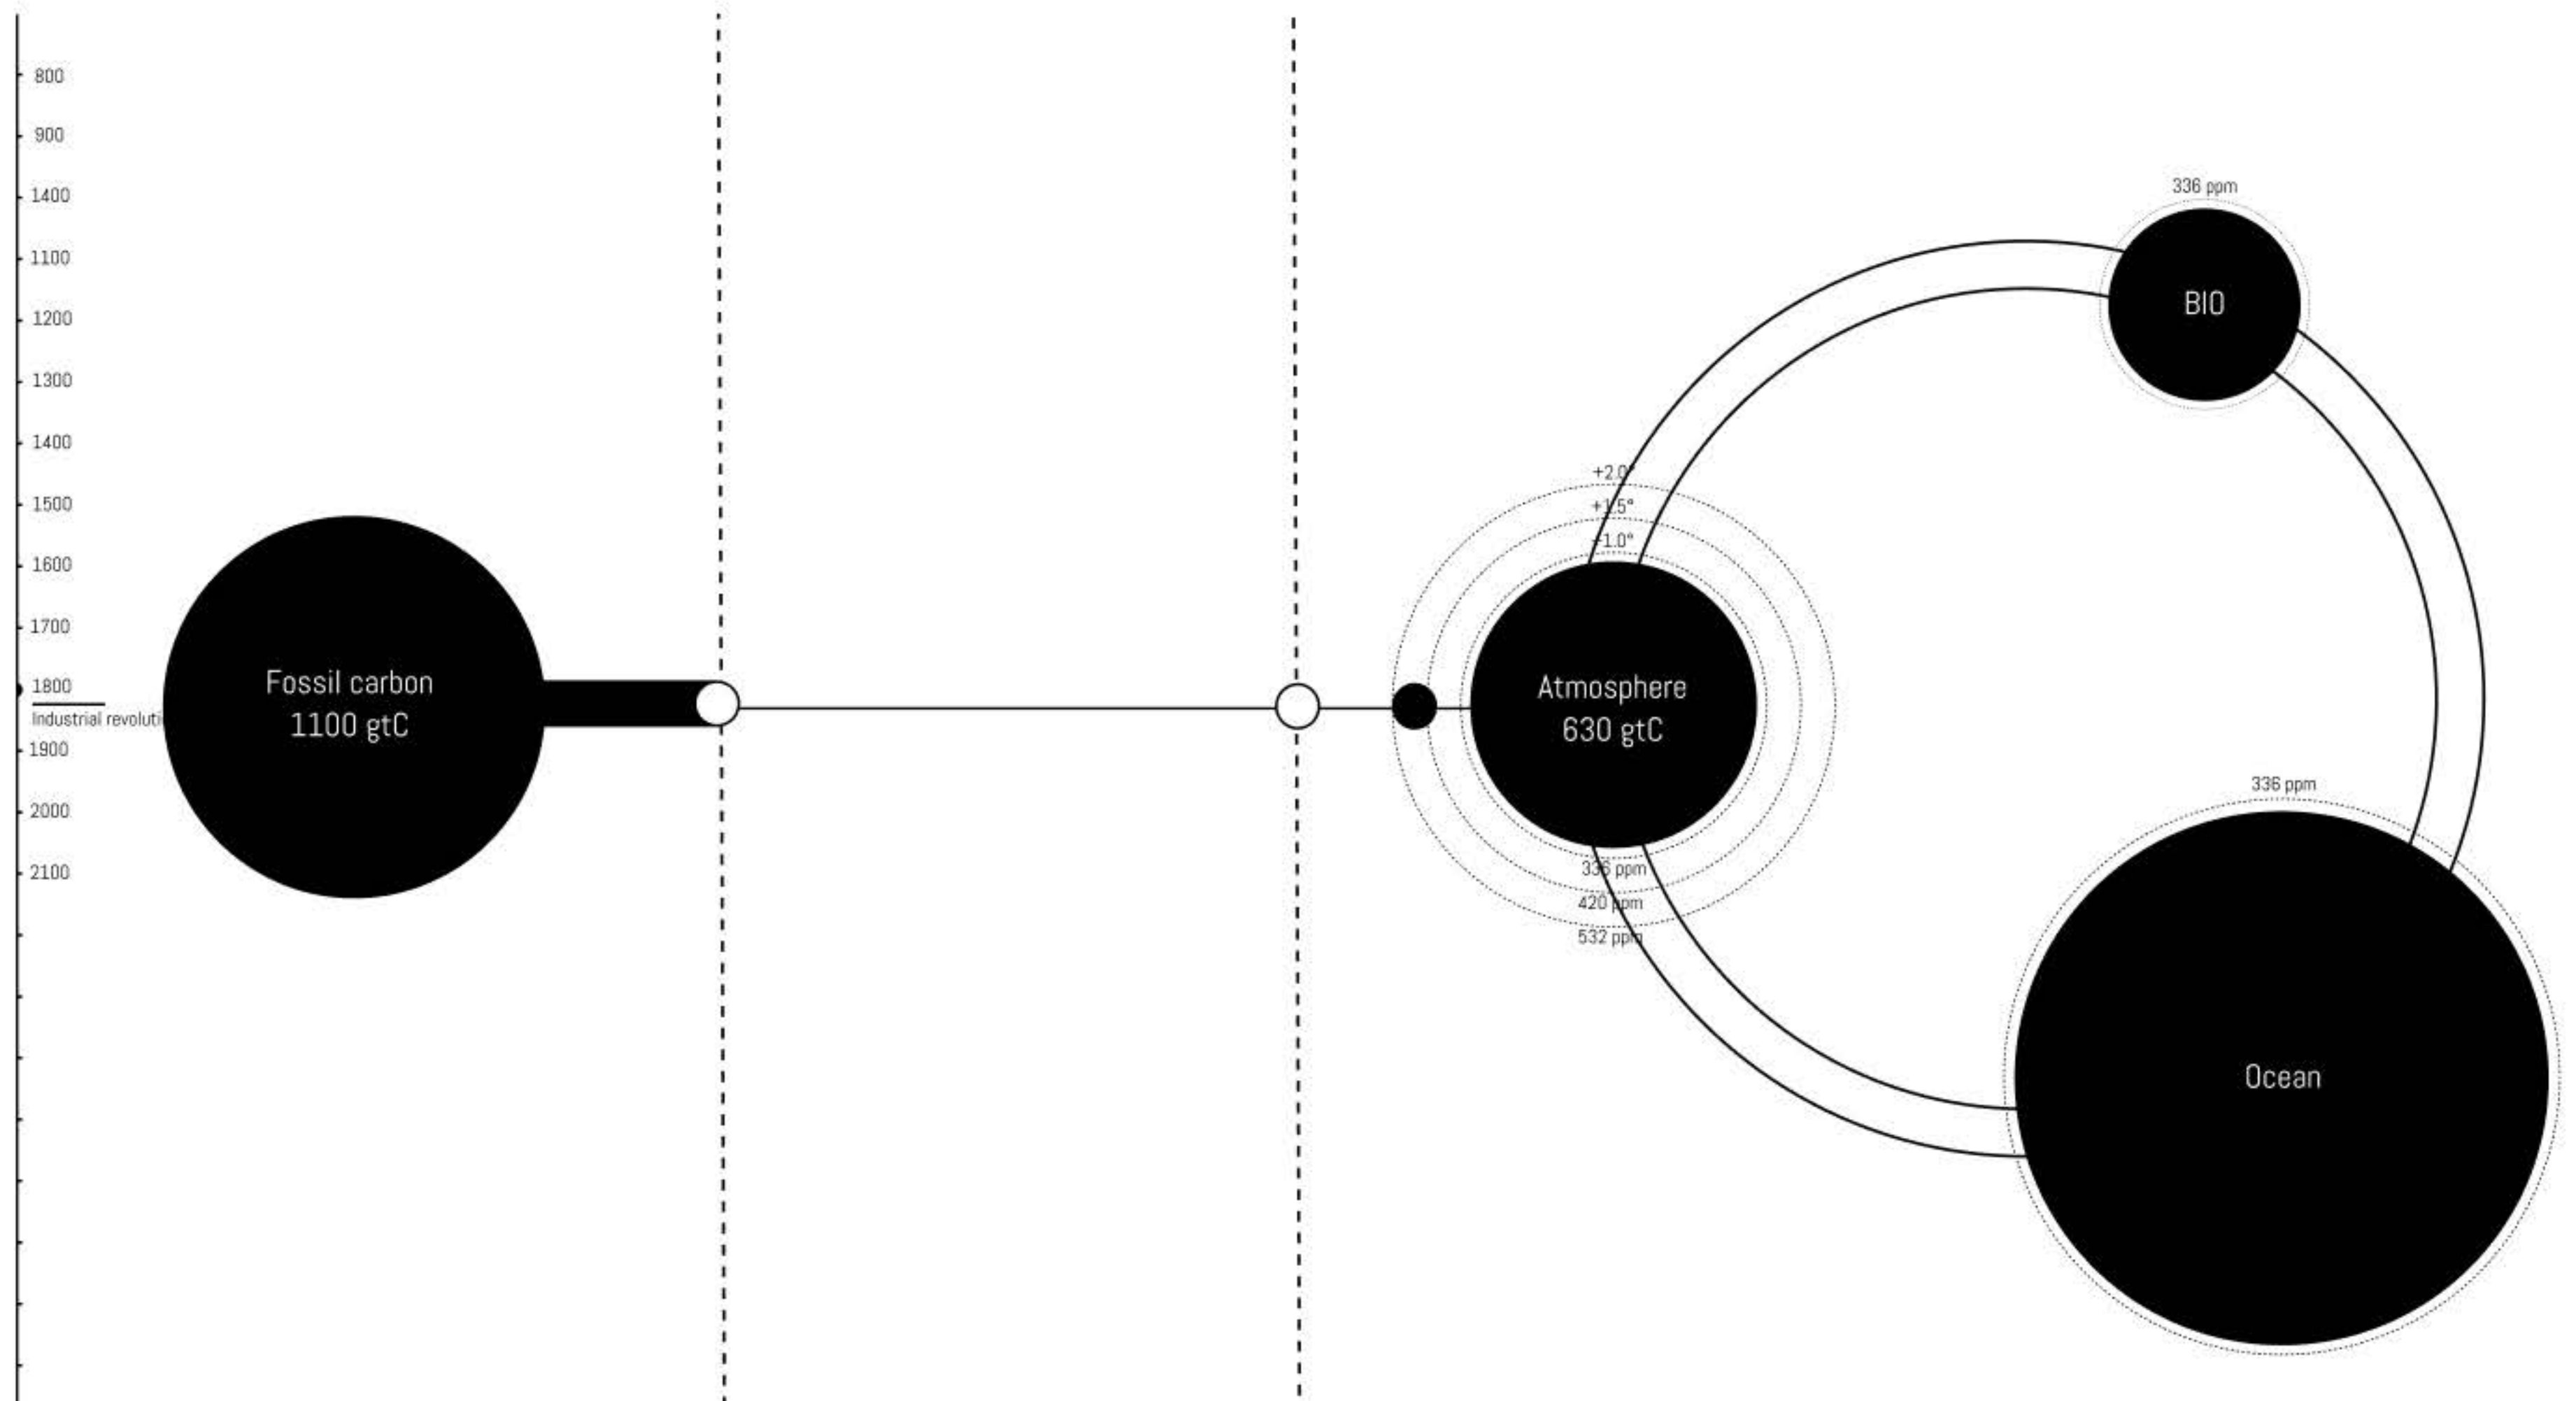 800
900
1400
1100
1200
1300
1400
1500
1600
1700
1800
Industrial revoluti
1900
2000
2100
Fossil carbon
1100 gtC
+2.0°
+1.5°
+1.0°
Atmosphere
630 gtC
336 ppm
420 ppm
532 ppm
336 ppm
BIO
336 ppm
Ocean